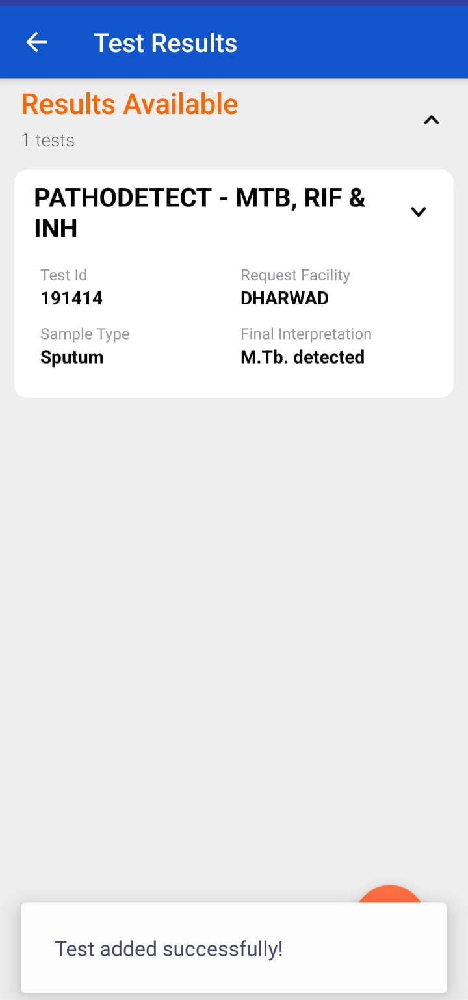 Test Results
Results Available
1 tests
PATHODETECT - MTB, RIF &
INH
Test Id
Request Facility
191414
DHARWAD
Sample Type
Final Interpretation
Sputum
M.Tb. detected
Test added successfully!